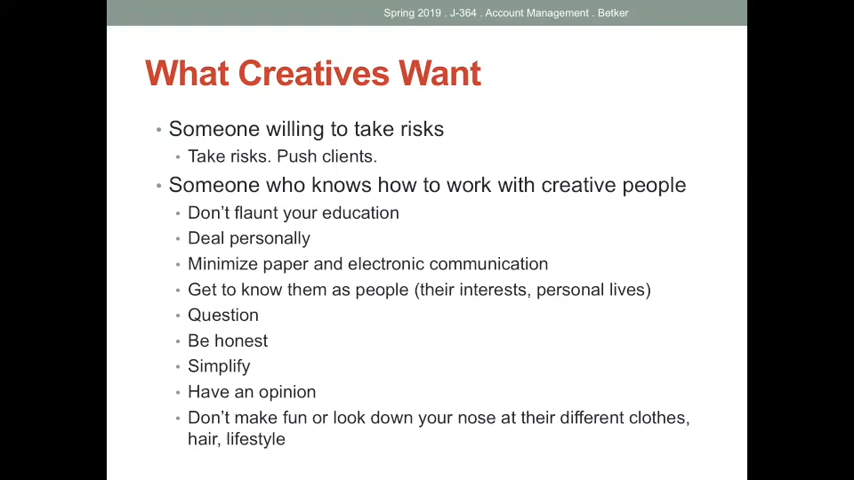 Spring 2019 . J-364 . Account Management . Betker
What Creatives Want
• Someone willing to take risks
• Take risks. Push clients.
• Someone who knows how to work with creative people
• Don’t flaunt your education
• Deal personally
• Minimize paper and electronic communication
• Get to know them as people (their interests, personal lives)
• Question
• Be honest
• Simplify
• Have an opinion
• Don’t make fun or look down your nose at their different clothes,
hair, lifestyle